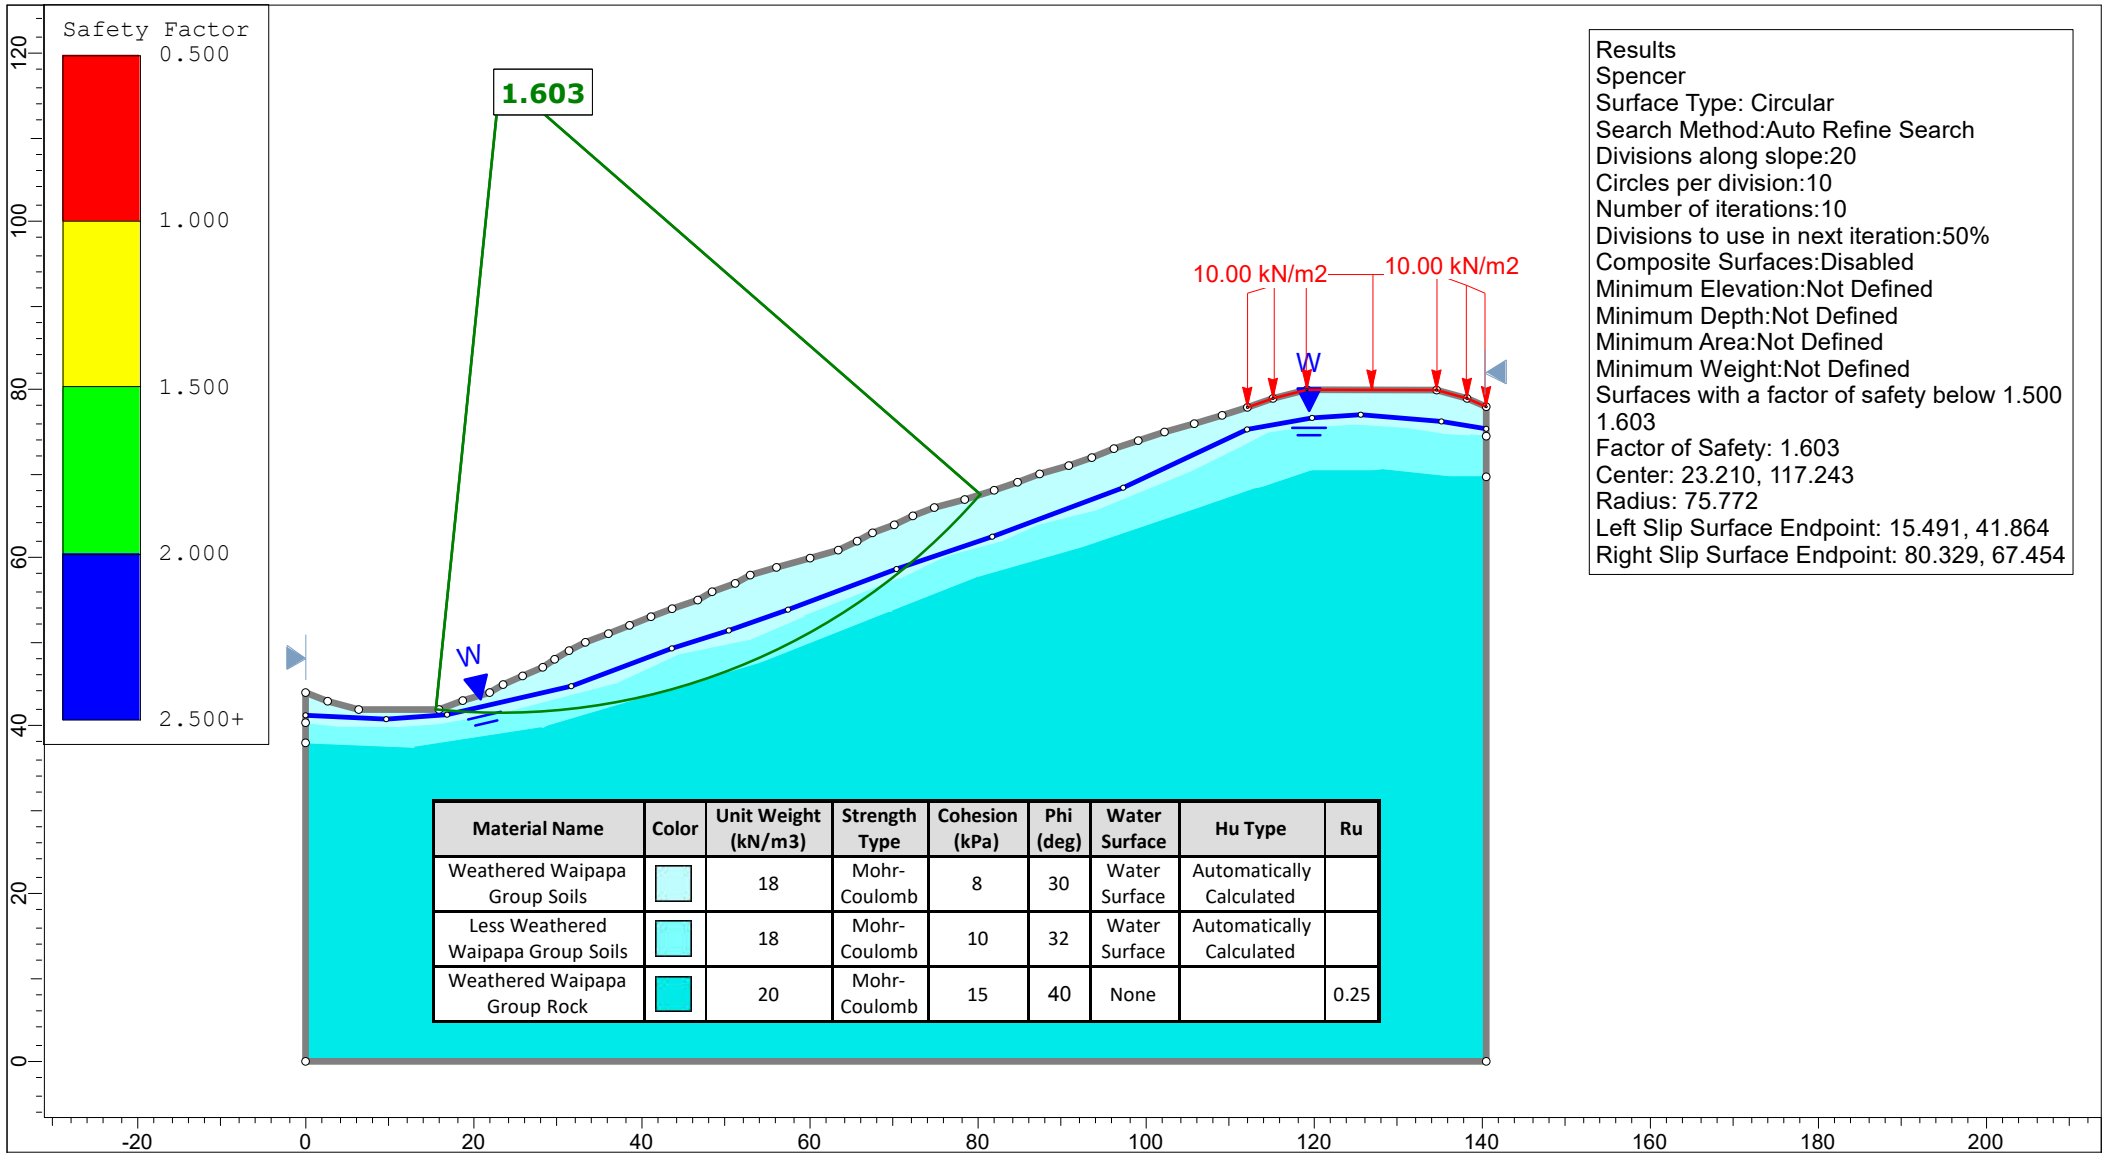 Safety Factor
0.500
1.000
1.500
2.000
2.500+
1.603
10.00 kN/m2
10.00 kN/m2
W
W
Results
Spencer
Surface Type: Circular
Search Method:Auto Refine Search
Divisions along slope:20
Circles per division:10
Number of iterations:10
Divisions to use in next iteration:50%
Composite Surfaces:Disabled
Minimum Elevation:Not Defined
Minimum Depth:Not Defined
Minimum Area:Not Defined
Minimum Weight:Not Defined
Surfaces with a factor of safety below 1.500
1.603
Factor of Safety: 1.603
Center: 23.210, 117.243
Radius: 75.772
Left Slip Surface Endpoint: 15.491, 41.864
Right Slip Surface Endpoint: 80.329, 67.454
Material Name Color Unit Weight (kN/m3) Strength Type Cohesion (kPa) Phi (deg) Water Surface Hu Type Ru
Weathered Waipapa Group Soils 18 Mohr-Coulomb 8 30 Water Surface Automatically Calculated
Less Weathered Waipapa Group Soils 18 Mohr-Coulomb 10 32 Water Surface Automatically Calculated
Weathered Waipapa Group Rock 20 Mohr-Coulomb 15 40 None 0.25
120
100
80
60
40
20
0
-20 0 20 40 60 80 100 120 140 160 180 200